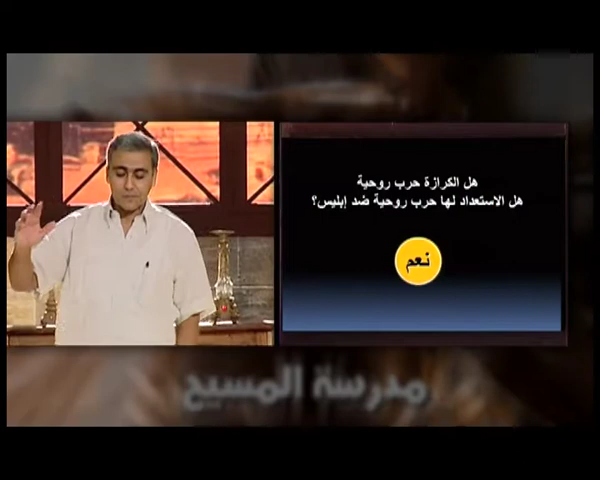 هل الكرازة حرب روحية
هل الاستعداد لها حرب روحية ضد إبليس؟
نعم
مدرسة المسيح